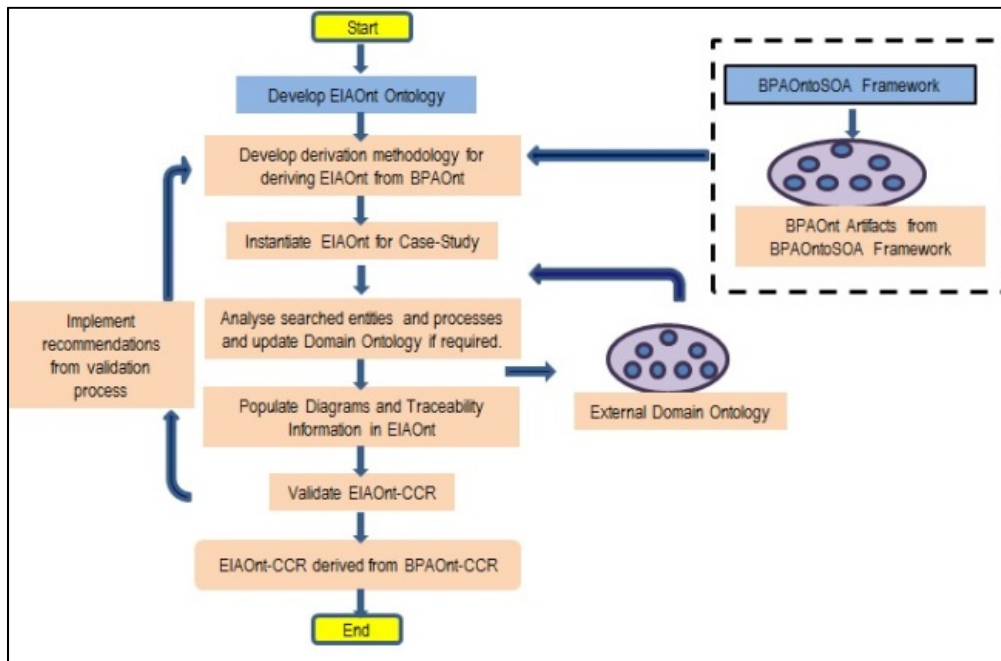 Start
Develop EIAOnt Ontology
Develop derivation methodology for
deriving EIAOnt from BPAOnt
Instantiate EIAOnt for Case-Study
Analyse searched entities and processes
and update Domain Ontology if required.
Populate Diagrams and Traceability
Information in EIAOnt
Validate EIAOnt-CCR
EIAOnt-CCR derived from BPAOnt-CCR
End
Implement
recommendations
from validation
process
BPAOntoSOA Framework
BPAOnt Artifacts from
BPAOntoSOA Framework
External Domain Ontology